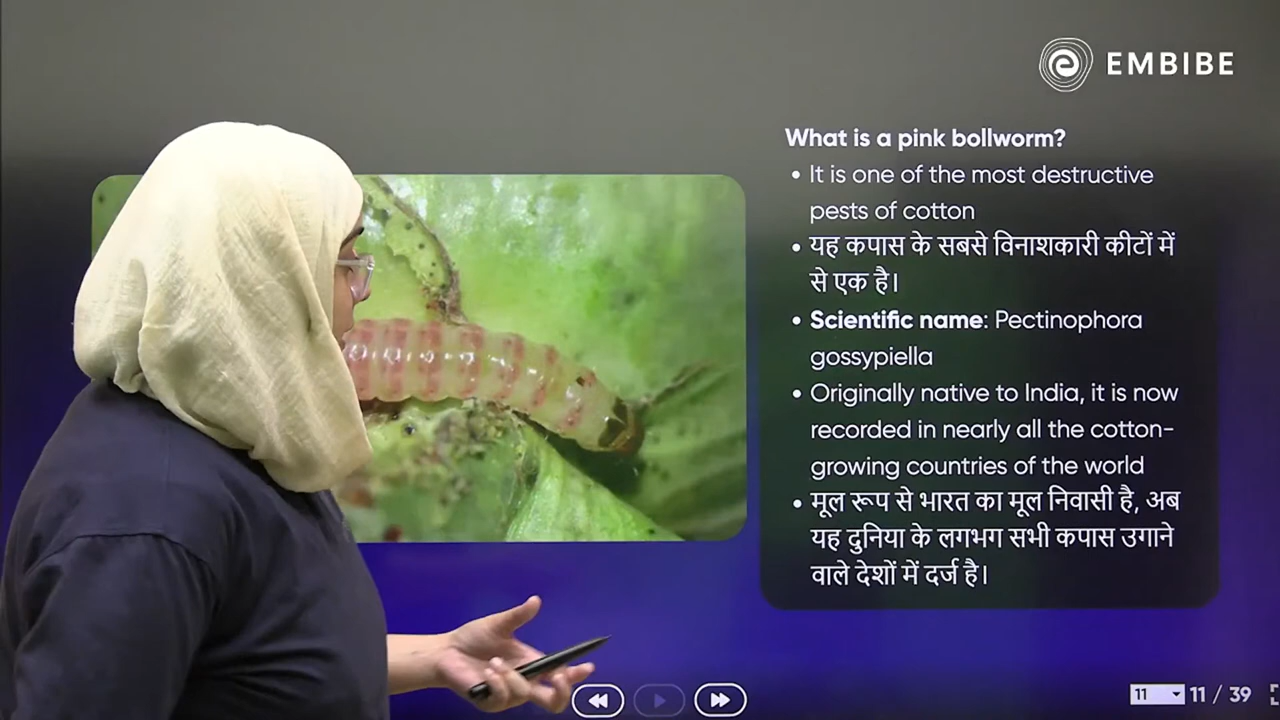 EMBIBE
What is a pink bollworm?
• It is one of the most destructive
pests of cotton
• यह कपास के सबसे विनाशकारी कीटों में
से एक है।
• Scientific name: Pectinophora
gossypiella
• Originally native to India, it is now
recorded in nearly all the cotton-
growing countries of the world
• मूल रूप से भारत का मूल निवासी है, अब
यह दुनिया के लगभग सभी कपास उगाने
वाले देशों में दर्ज है।
11 11 / 39